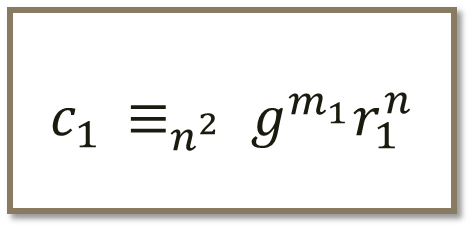 c₁ ≡ₙ² g^m₁ r₁ⁿ